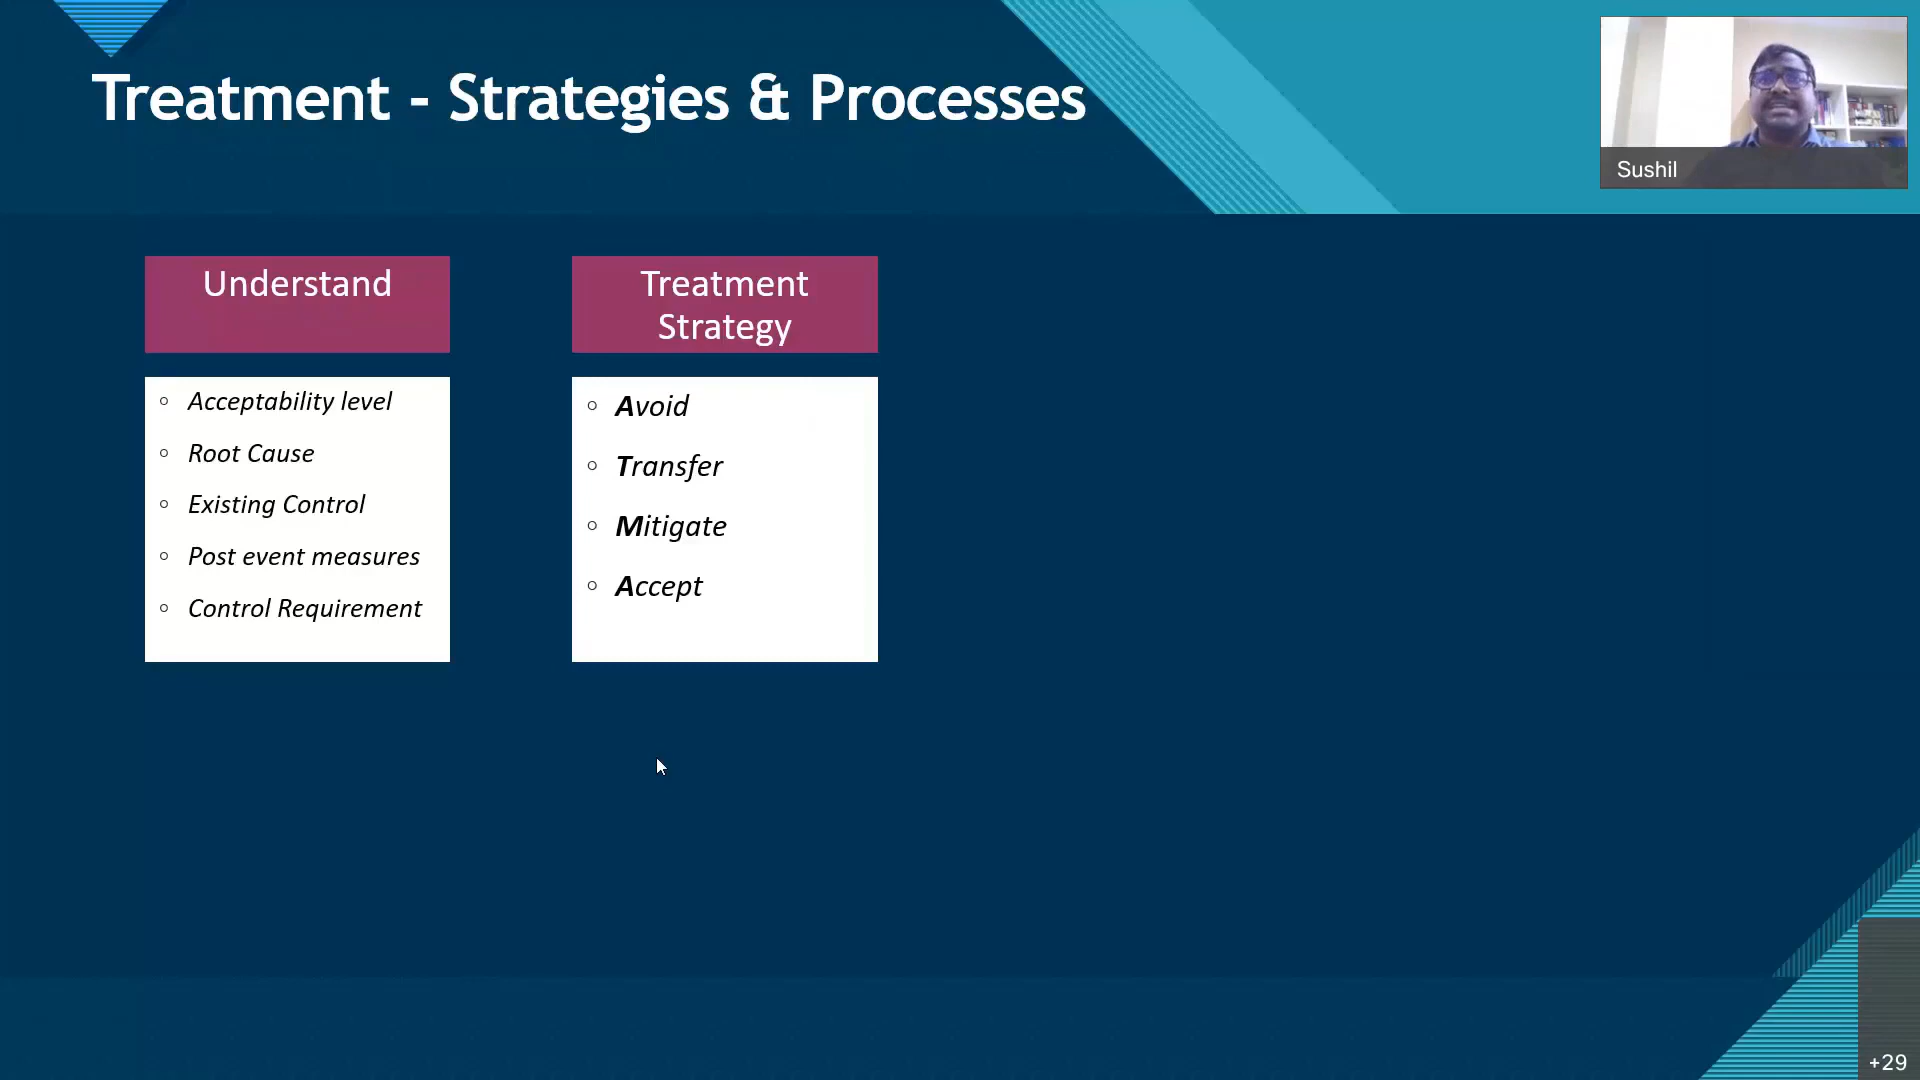 Treatment - Strategies & Processes
Sushil
Understand
Acceptability level
Root Cause
Existing Control
Post event measures
Control Requirement
Treatment
Strategy
Avoid
Transfer
Mitigate
Accept
+29